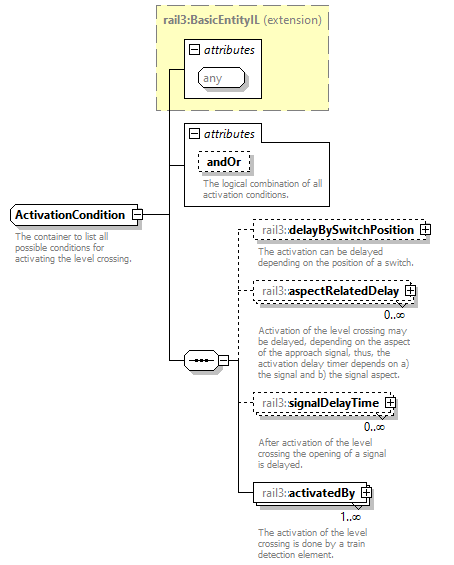 rail3:BasicEntityIL (extension)
attributes
any
attributes
andOr
The logical combination of all
activation conditions.
ActivationCondition
The container to list all
possible conditions for
activating the level crossing.
rail3::delayBySwitchPosition
The activation can be delayed
depending on the position of a switch.
rail3::aspectRelatedDelay
0..∞
Activation of the level crossing may
be delayed, depending on the aspect
of the approach signal, thus, the
activation delay timer depends on a)
the signal and b) the signal aspect.
rail3::signalDelayTime
0..∞
After activation of the level
crossing the opening of a signal
is delayed.
rail3::activatedBy
1..∞
The activation of the level
crossing is done by a train
detection element.